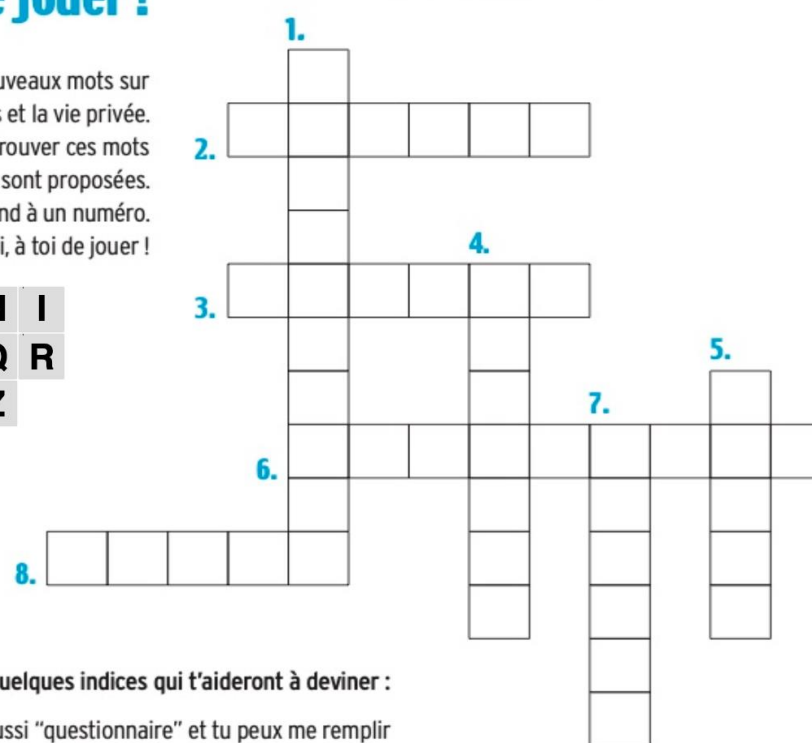 jouer !
1.
uveaux mots sur
et la vie privée.
rouver ces mots
2.
sont proposées.
nd à un numéro.
i, à toi de jouer !
4.
3.
I
R
5.
7.
6.
8.
uelques indices qui t'aideront à deviner :
ussi “questionnaire” et tu peux me remplir